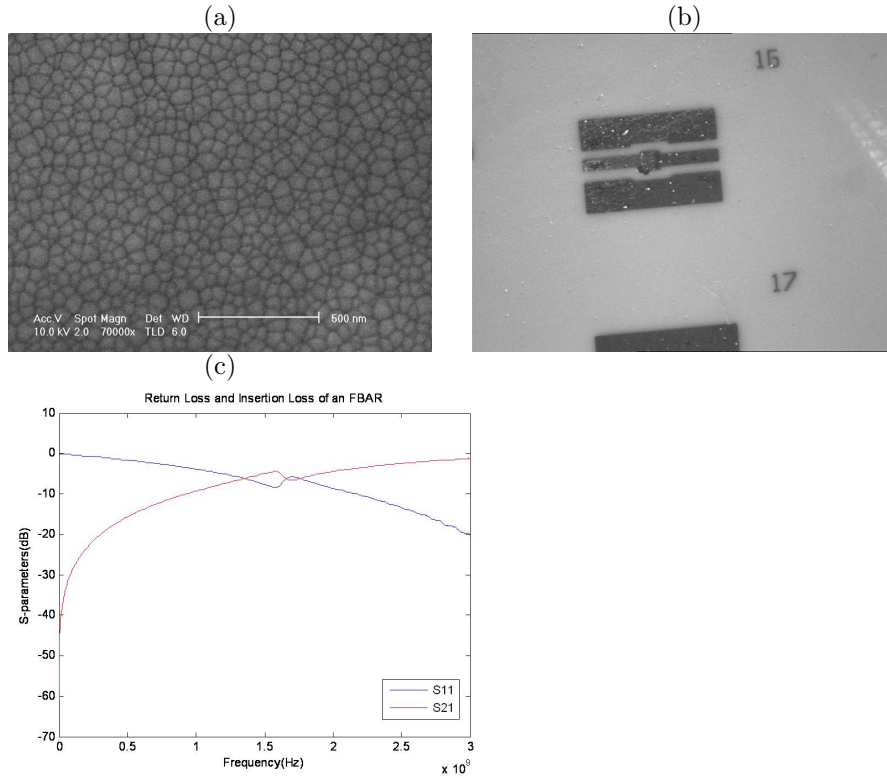 (a)
(b)
Acc.V Spot Magn Det WD
10.0 kV 2.0 70000x TLD 6.0
500 nm
16
17
(c)
Return Loss and Insertion Loss of an FBAR
10
0
-10
-20
-30
-40
-50
-60
-70
S-parameters(dB)
S11
S21
0 0.5 1 1.5 2 2.5 3
Frequency(Hz)
x 10^9